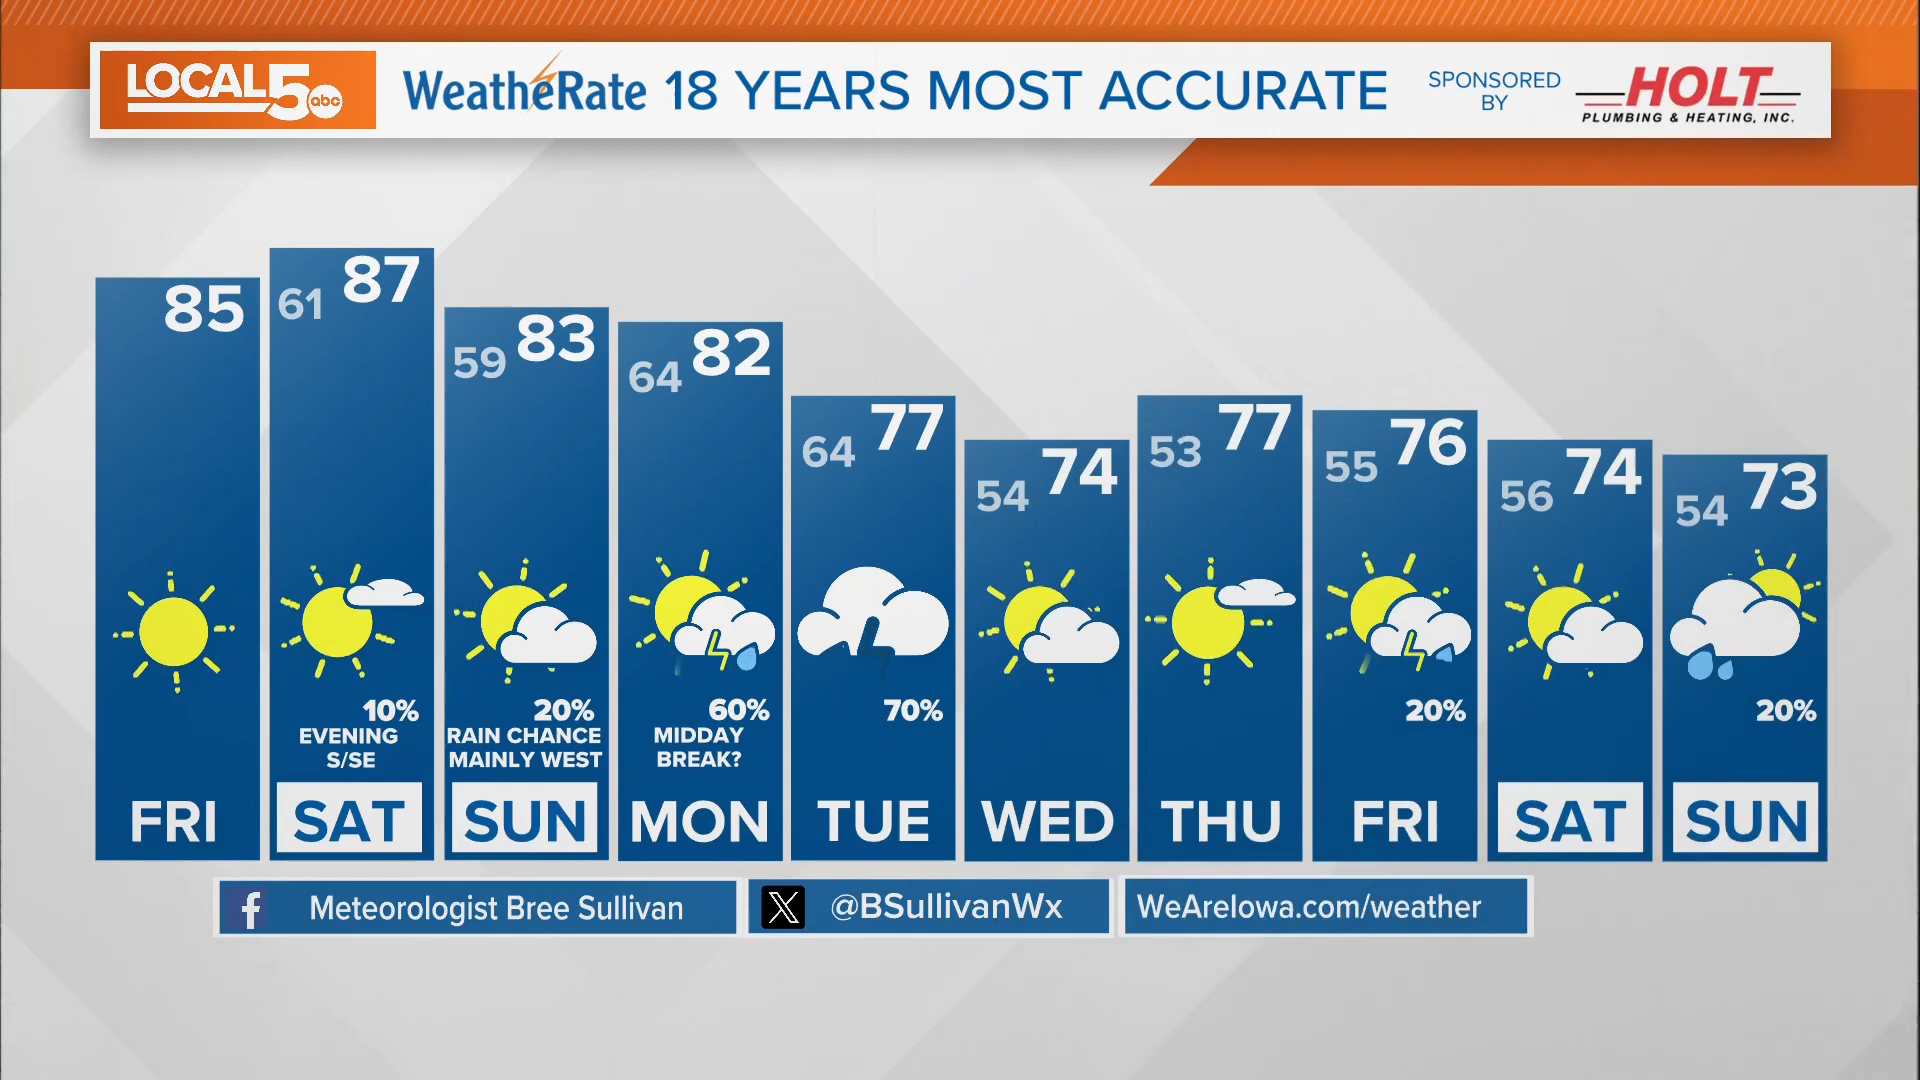 LOCAL 5 abc
WeatheRate 18 YEARS MOST ACCURATE
SPONSORED
BY
HOLT
PLUMBING & HEATING, INC.
85
61 87
59 83
64 82
64 77
54 74
53 77
55 76
56 74
54 73
10%
EVENING
S/SE
20%
RAIN CHANCE
MAINLY WEST
60%
MIDDAY
BREAK?
70%
20%
20%
FRI
SAT
SUN
MON
TUE
WED
THU
FRI
SAT
SUN
f Meteorologist Bree Sullivan
X @BSullivanWx
WeAreIowa.com/weather